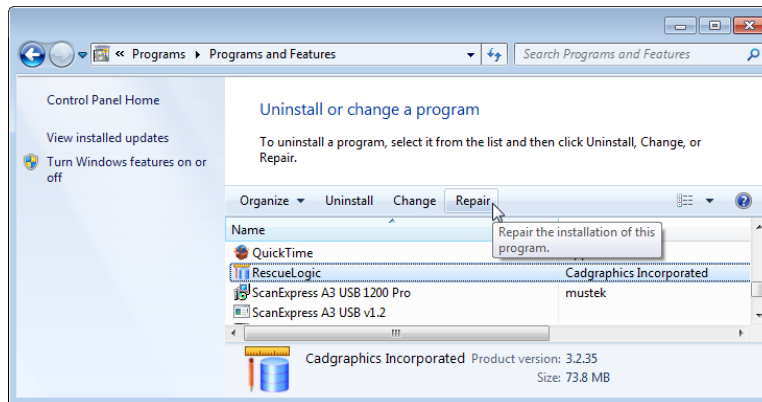 « Programs ▸ Programs and Features
Search Programs and Features
Control Panel Home
View installed updates
Turn Windows features on or
off
Uninstall or change a program
To uninstall a program, select it from the list and then click Uninstall, Change, or
Repair.
Organize Uninstall Change Repair
Repair the installation of this
program.
Name
QuickTime
RescueLogic Cadgraphics Incorporated
ScanExpress A3 USB 1200 Pro mustek
ScanExpress A3 USB v1.2
Cadgraphics Incorporated Product version: 3.2.35
Size: 73.8 MB